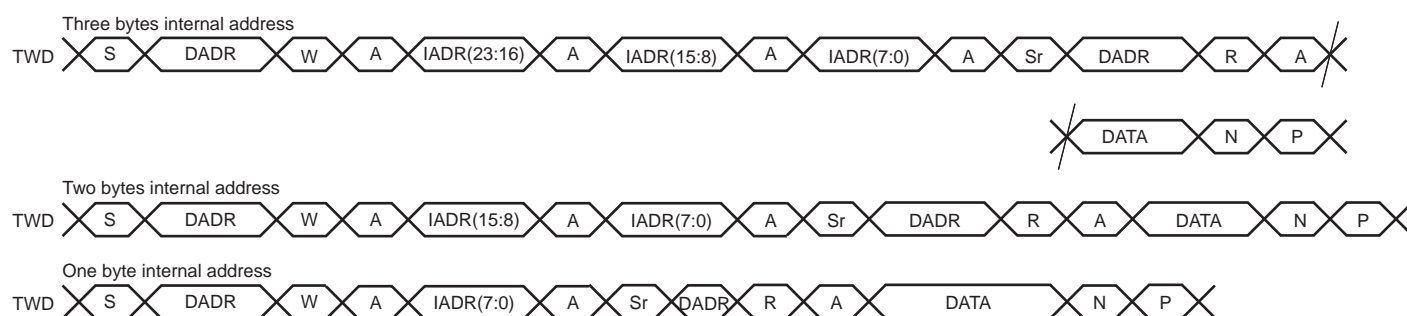 Three bytes internal address
TWD S DADR W A IADR(23:16) A IADR(15:8) A IADR(7:0) A Sr DADR R A
DATA N P
Two bytes internal address
TWD S DADR W A IADR(15:8) A IADR(7:0) A Sr DADR R A DATA N P
One byte internal address
TWD S DADR W A IADR(7:0) A Sr DADR R A DATA N P